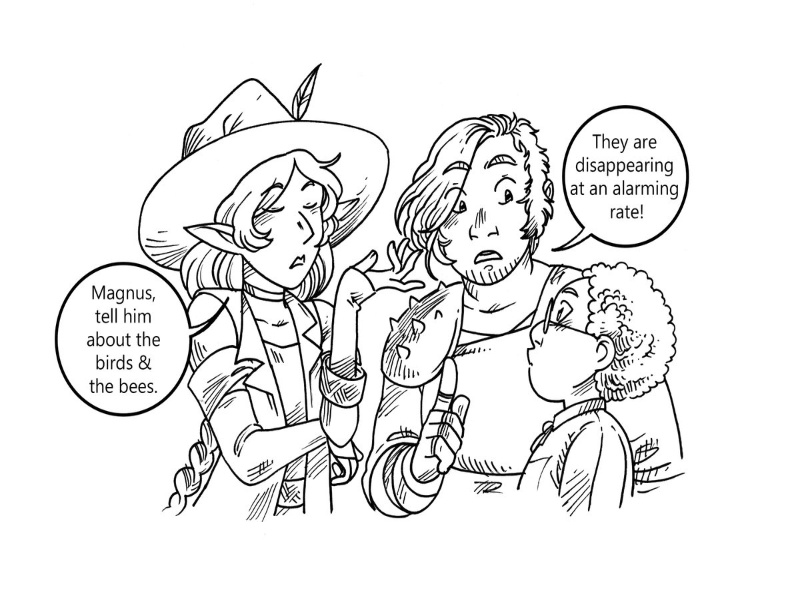 Magnus,
tell him
about the
birds &
the bees.
They are
disappearing
at an alarming
rate!